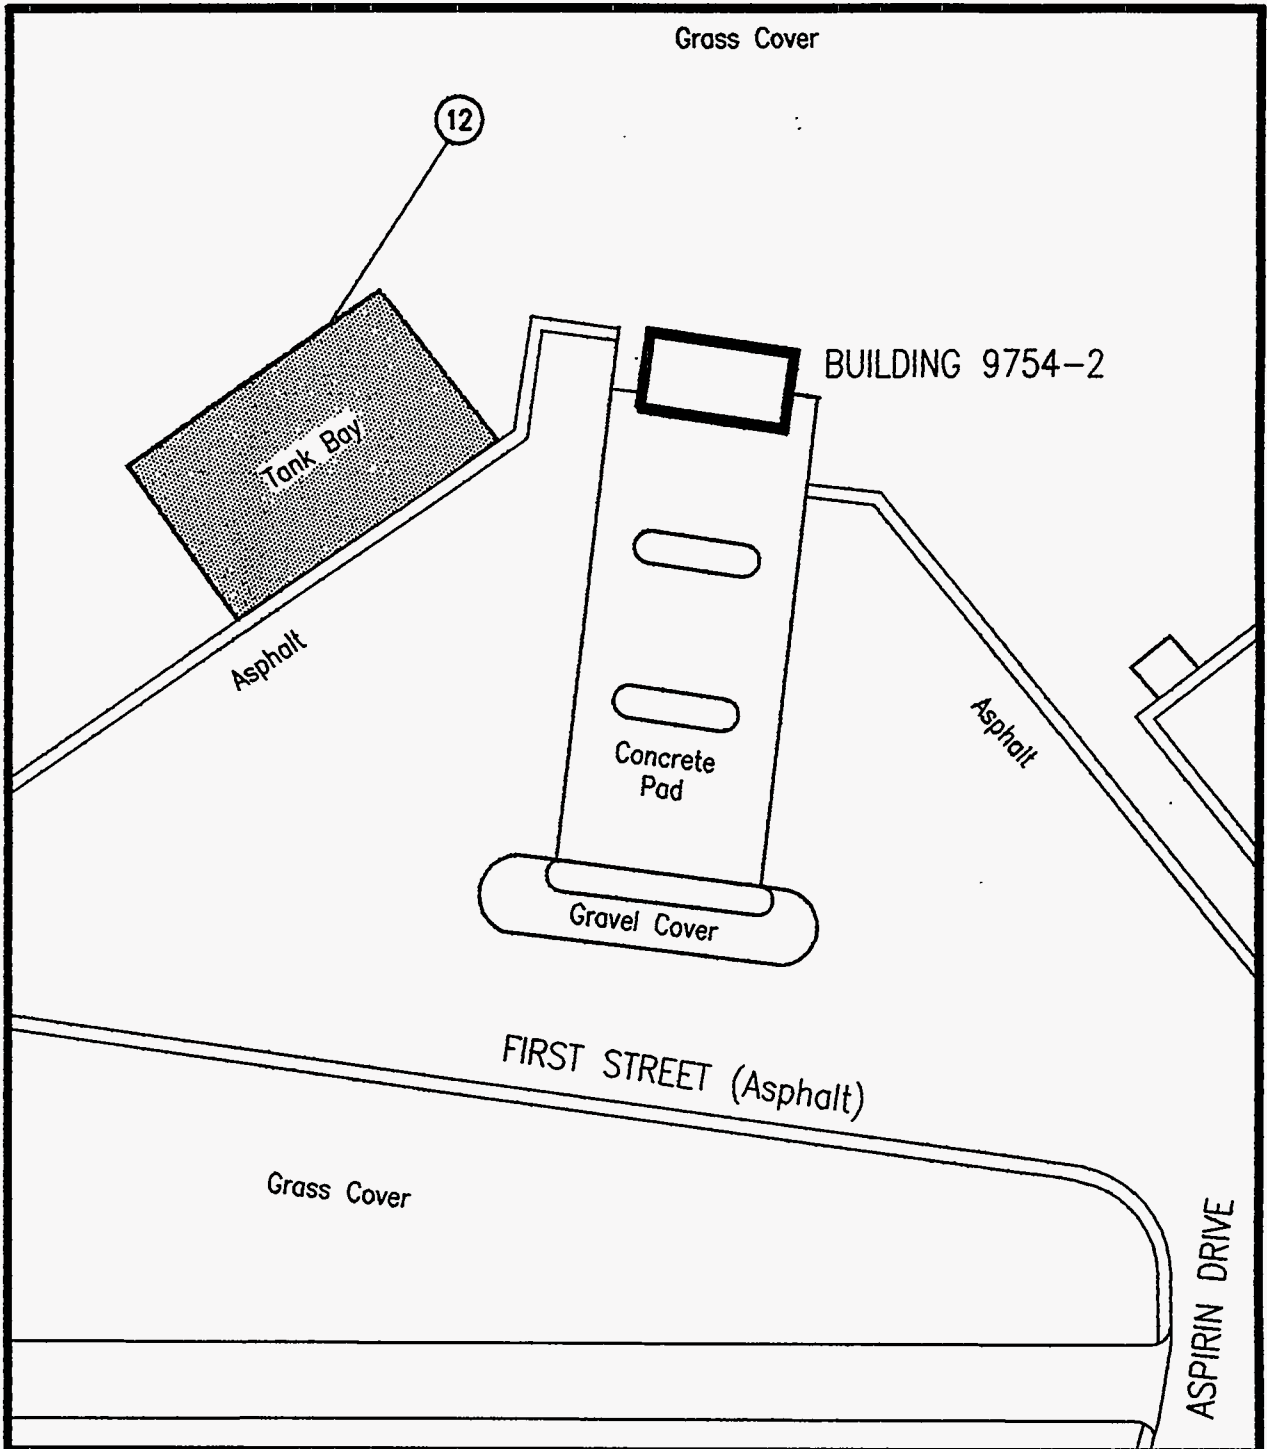 Grass Cover
12
BUILDING 9754-2
Tank Bay
Asphalt
Asphalt
Concrete
Pad
Gravel Cover
FIRST STREET (Asphalt)
Grass Cover
ASPIRIN DRIVE